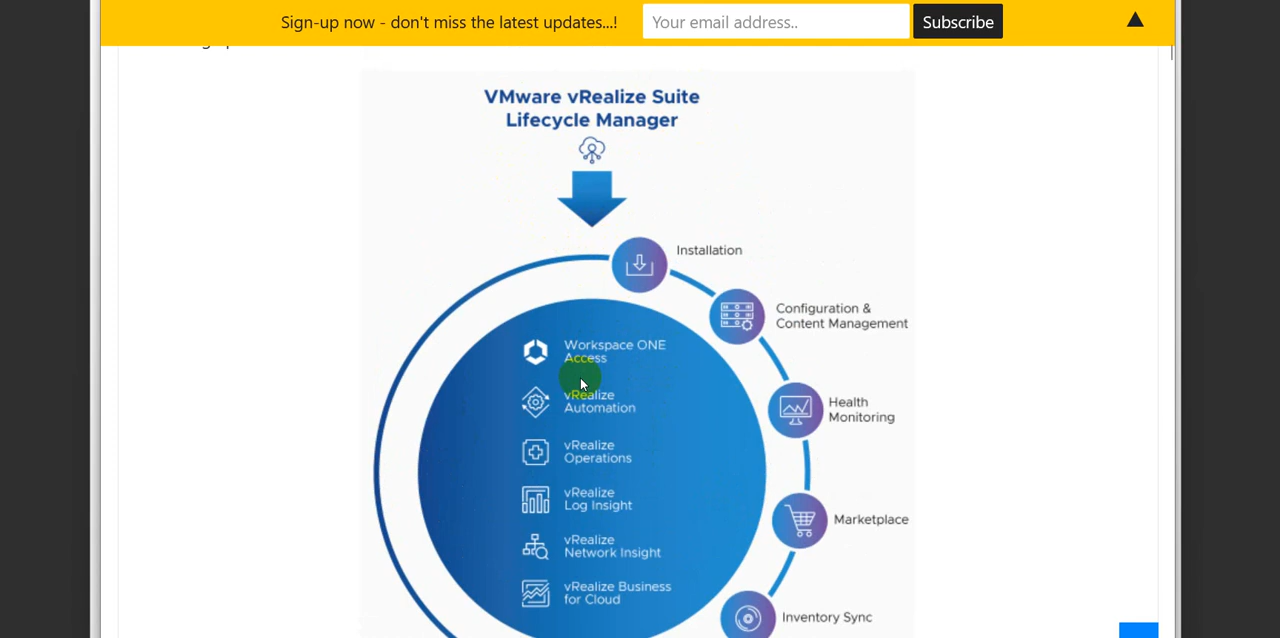 Sign-up now - don't miss the latest updates...!
Your email address..
Subscribe
VMware vRealize Suite
Lifecycle Manager
Installation
Configuration &
Content Management
Workspace ONE
Access
Health
Monitoring
vRealize
Automation
vRealize
Operations
vRealize
Log Insight
Marketplace
vRealize
Network Insight
vRealize Business
for Cloud
Inventory Sync